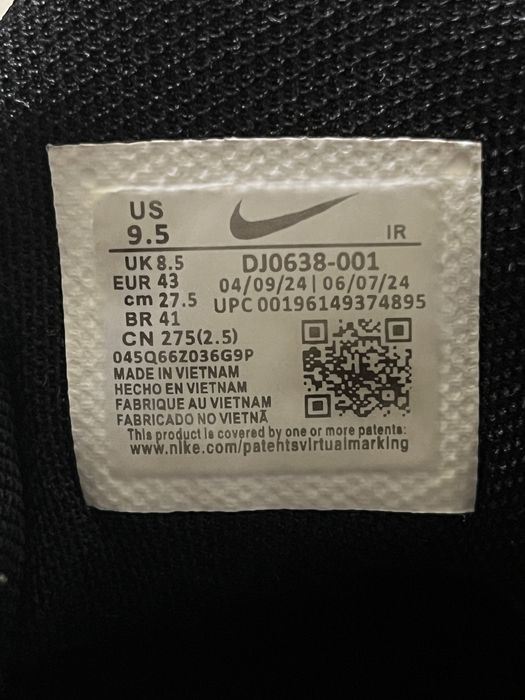 US
9.5
IR
UK 8.5
EUR 43
cm 27.5
BR 41
CN 275(2.5)
DJ0638-001
04/09/24 | 06/07/24
UPC 00196149374895
045Q66Z036G9P
MADE IN VIETNAM
HECHO EN VIETNAM
FABRIQUE AU VIETNAM
FABRICADO NO VIETNÃ
This product is covered by one or more patents:
www.nike.com/patentsvirtualmarking